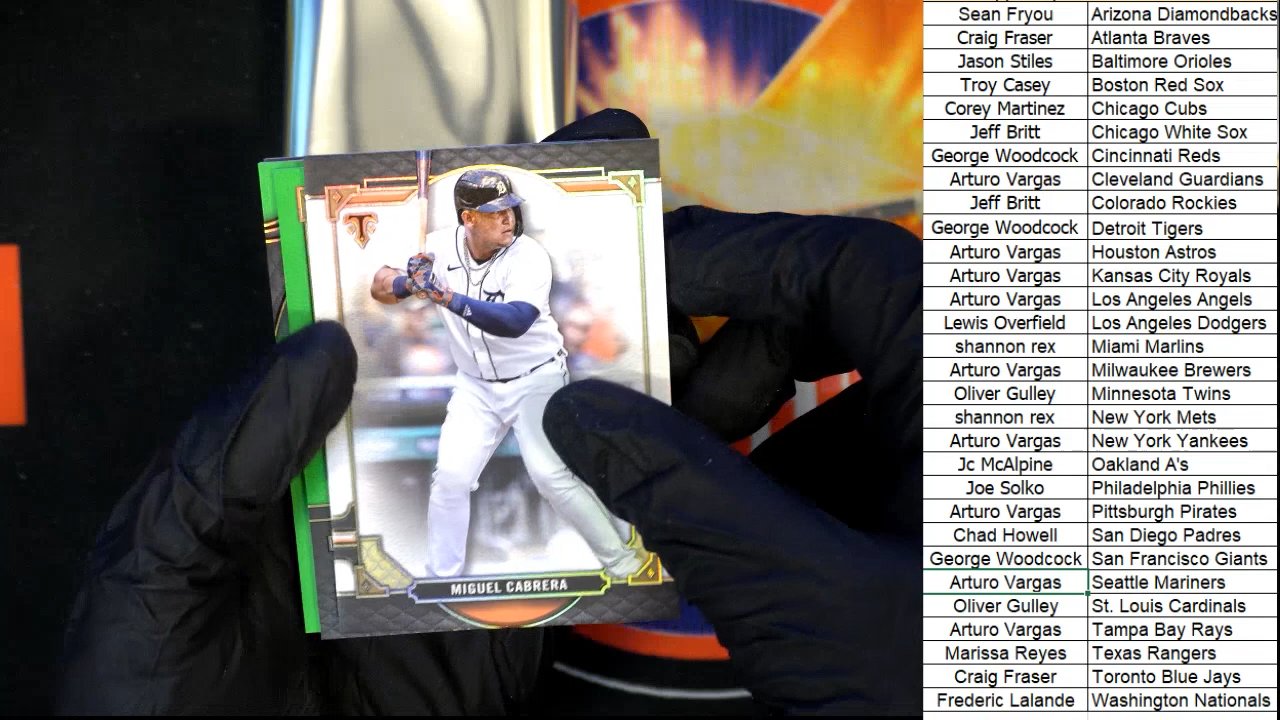 Sean Fryou Arizona Diamondbacks
Craig Fraser Atlanta Braves
Jason Stiles Baltimore Orioles
Troy Casey Boston Red Sox
Corey Martinez Chicago Cubs
Jeff Britt Chicago White Sox
George Woodcock Cincinnati Reds
Arturo Vargas Cleveland Guardians
Jeff Britt Colorado Rockies
George Woodcock Detroit Tigers
Arturo Vargas Houston Astros
Arturo Vargas Kansas City Royals
Arturo Vargas Los Angeles Angels
Lewis Overfield Los Angeles Dodgers
shannon rex Miami Marlins
Arturo Vargas Milwaukee Brewers
Oliver Gulley Minnesota Twins
shannon rex New York Mets
Arturo Vargas New York Yankees
Jc McAlpine Oakland A's
Joe Solko Philadelphia Phillies
Arturo Vargas Pittsburgh Pirates
Chad Howell San Diego Padres
George Woodcock San Francisco Giants
Arturo Vargas Seattle Mariners
Oliver Gulley St. Louis Cardinals
Arturo Vargas Tampa Bay Rays
Marissa Reyes Texas Rangers
Craig Fraser Toronto Blue Jays
Frederic Lalande Washington Nationals
MIGUEL CABRERA